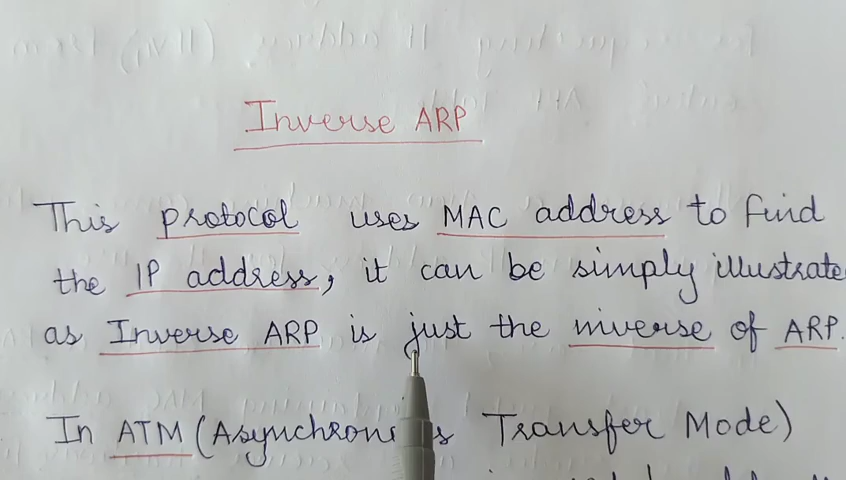 Inverse ARP
This protocol uses MAC address to find
the IP address, it can be simply illustrate
as Inverse ARP is just the inverse of ARP.
In ATM (Asynchron s Transfer Mode)